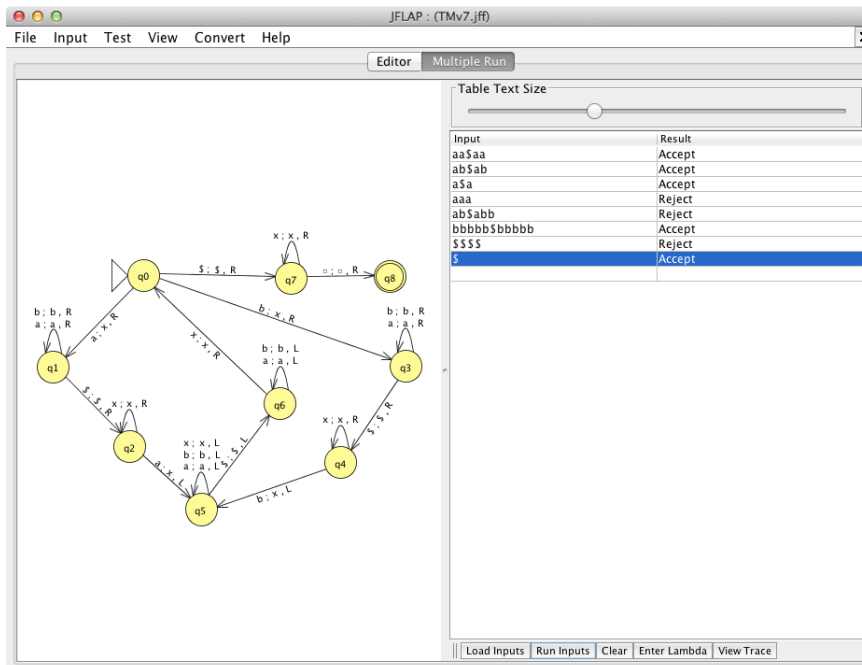 JFLAP : (TMv7.jff)
File Input Test View Convert Help
Editor Multiple Run
Table Text Size
Input Result
aa$aa Accept
ab$ab Accept
a$a Accept
aaa Reject
ab$abb Reject
bbbbb$bbbbb Accept
$$$$ Reject
$ Accept
x ; x , R
q0
$ ; $ , R
q7
□ ; □ , R
q8
b ; b , R
a ; a , R
a ; x , R
b ; x , R
b ; b , R
a ; a , R
x ; x , R
b ; b , L
a ; a , L
q1
q3
q6
$ ; $ , R
x ; x , R
x ; x , R
$ ; $ , R
q2
q4
x ; x , L
b ; b , L
a ; a , L
$ ; $ , L
a ; x , L
b ; x , L
q5
Load Inputs Run Inputs Clear Enter Lambda View Trace